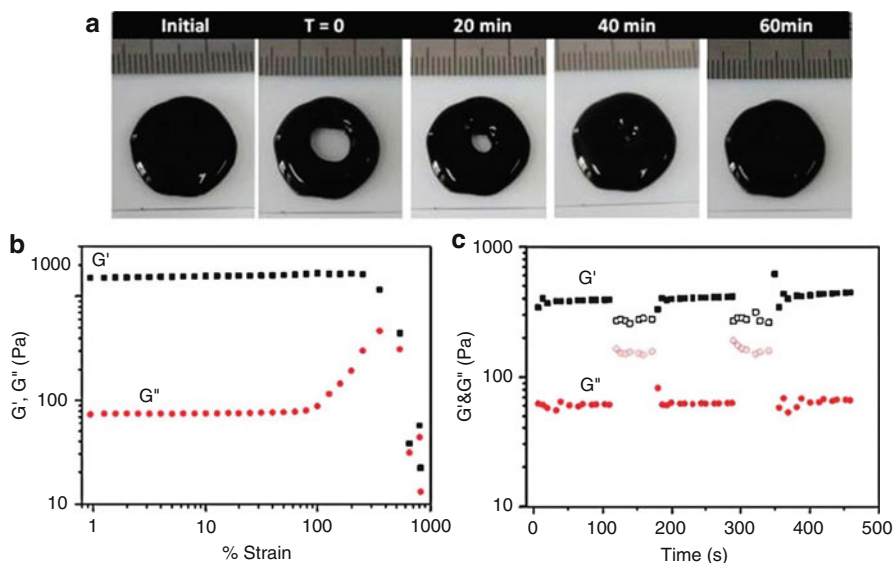 a
Initial
T = 0
20 min
40 min
60min
b
G'
1000
G', G" (Pa)
100
G"
10
1
10
100
1000
% Strain
c
1000
G'
G'&G" (Pa)
100
G"
10
0
100
200
300
400
500
Time (s)